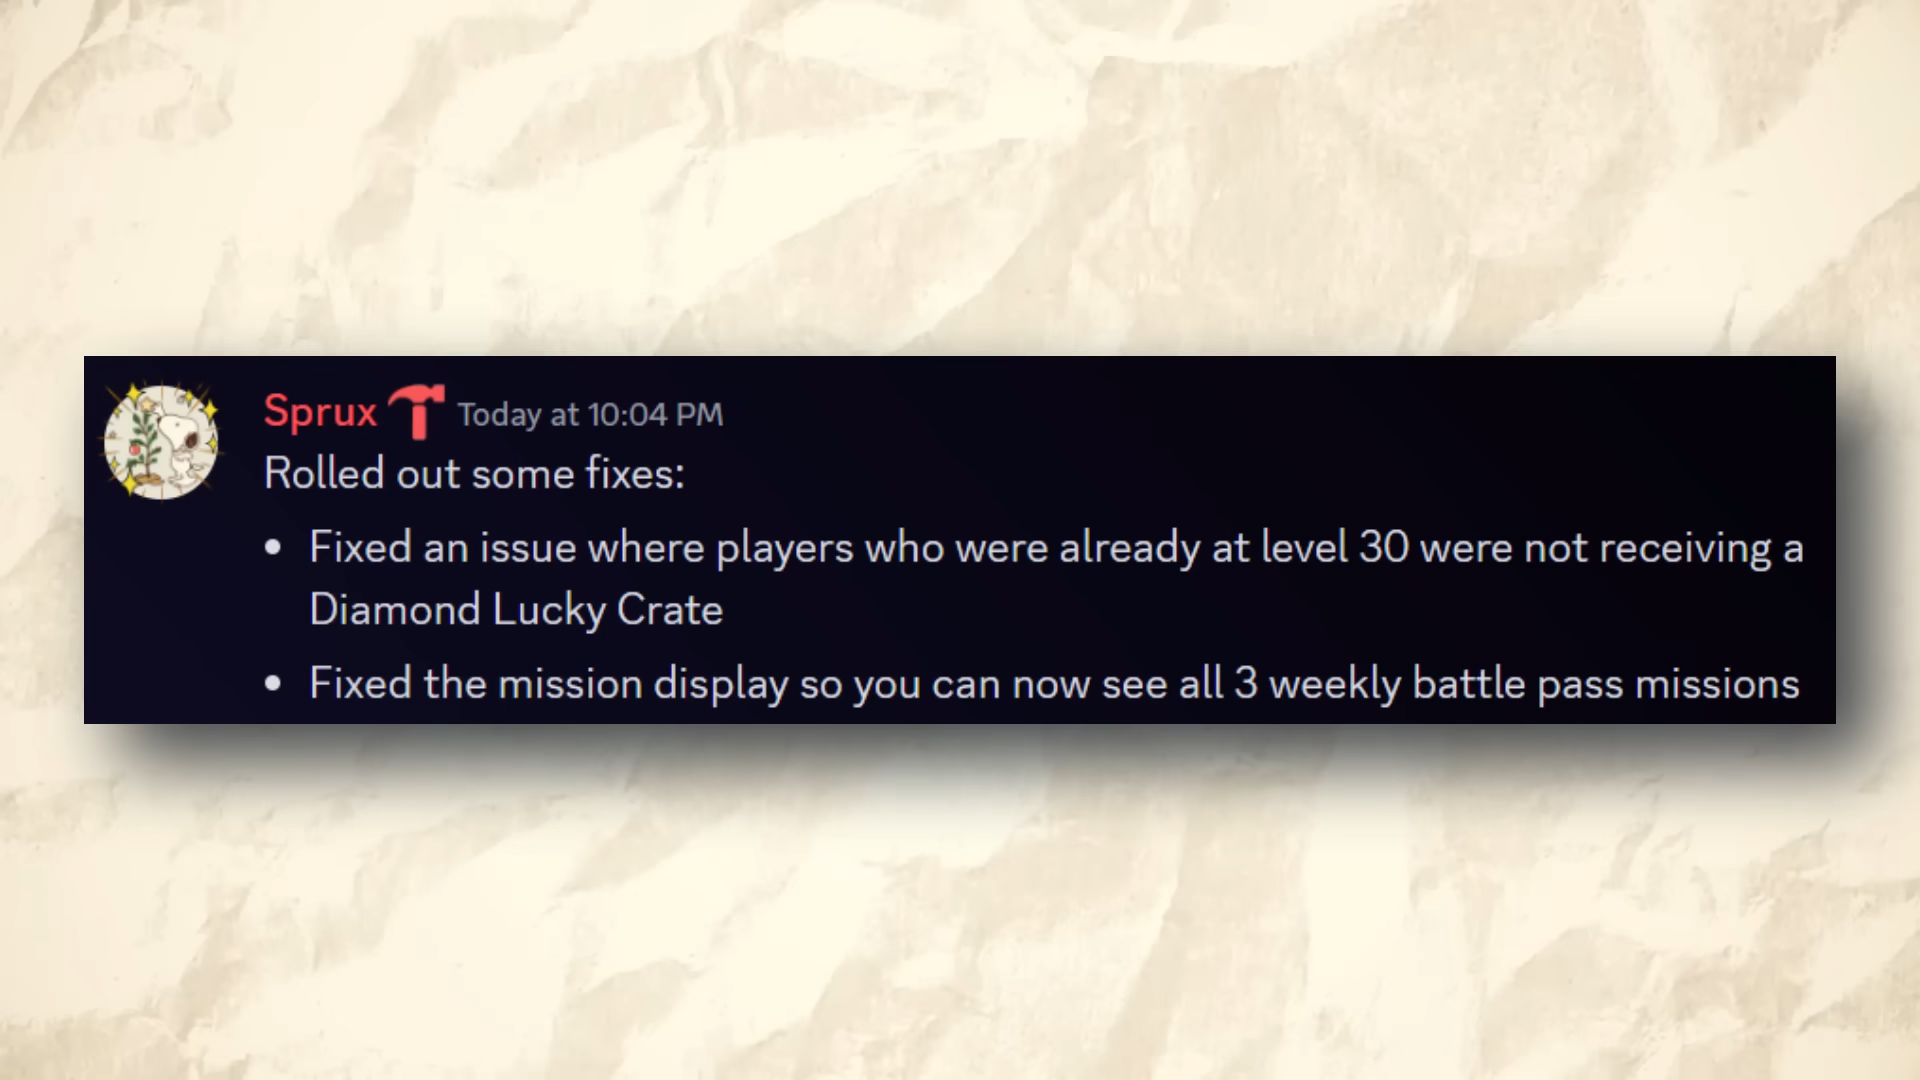 Sprux Today at 10:04 PM
Rolled out some fixes:
• Fixed an issue where players who were already at level 30 were not receiving a
Diamond Lucky Crate
• Fixed the mission display so you can now see all 3 weekly battle pass missions